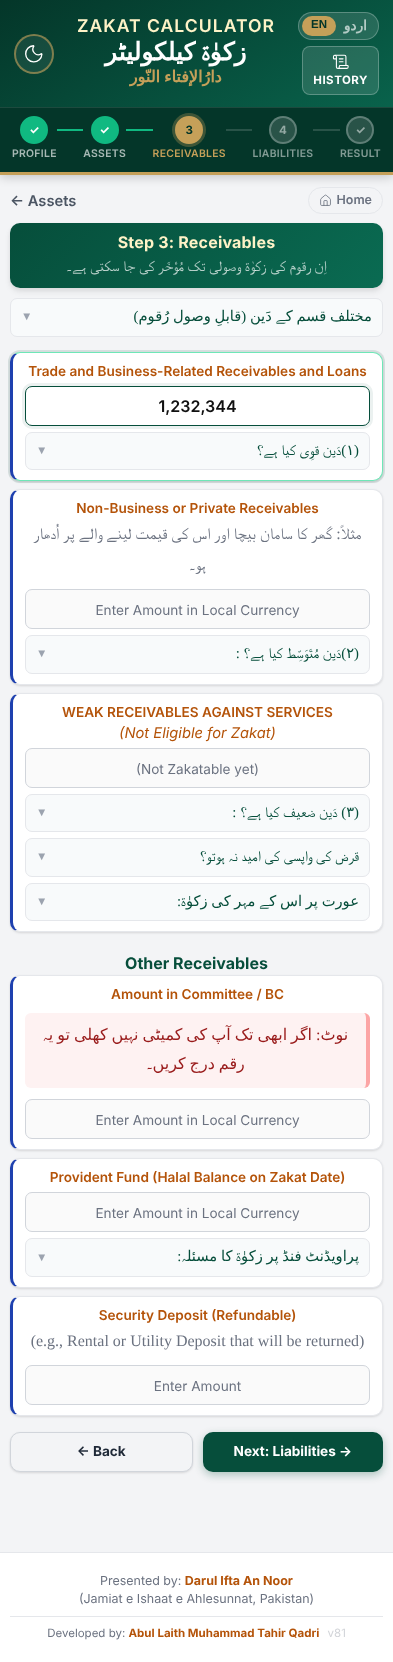 ZAKAT CALCULATOR
زکوٰۃ کیلکولیٹر
دارُالإفتاء النّور
EN اردو
HISTORY
3 4
PROFILE ASSETS RECEIVABLES LIABILITIES RESULT
← Assets
Home
Step 3: Receivables
اِن رقوم کی زکوٰۃ وصولی تک مُوٴخّر کی جا سکتی ہے۔
مختلف قسم کے دَین (قابلِ وصول رُقوم)
Trade and Business-Related Receivables and Loans
1,232,344
(۱)دَین قوِی کیا ہے؟
Non-Business or Private Receivables
مثلاً: گھر کا سامان بیچا اور اس کی قیمت لینے والے پر اُدھار
ہو۔
Enter Amount in Local Currency
(۲)دَین مُتَوَسِّط کیا ہے؟ :
WEAK RECEIVABLES AGAINST SERVICES
(Not Eligible for Zakat)
(Not Zakatable yet)
(۳) دَین ضعیف کیا ہے؟ :
قرض کی واپسی کی امید نہ ہوتو؟
عورت پر اس کے مہر کی زکوٰۃ:
Other Receivables
Amount in Committee / BC
نوٹ: اگر ابھی تک آپ کی کمیٹی نہیں کھلی تو یہ
رقم درج کریں۔
Enter Amount in Local Currency
Provident Fund (Halal Balance on Zakat Date)
Enter Amount in Local Currency
پراویڈنٹ فنڈ پر زکوٰۃ کا مسئلہ:
Security Deposit (Refundable)
(e.g., Rental or Utility Deposit that will be returned)
Enter Amount
← Back
Next: Liabilities →
Presented by: Darul Ifta An Noor
(Jamiat e Ishaat e Ahlesunnat, Pakistan)
Developed by: Abul Laith Muhammad Tahir Qadri v81